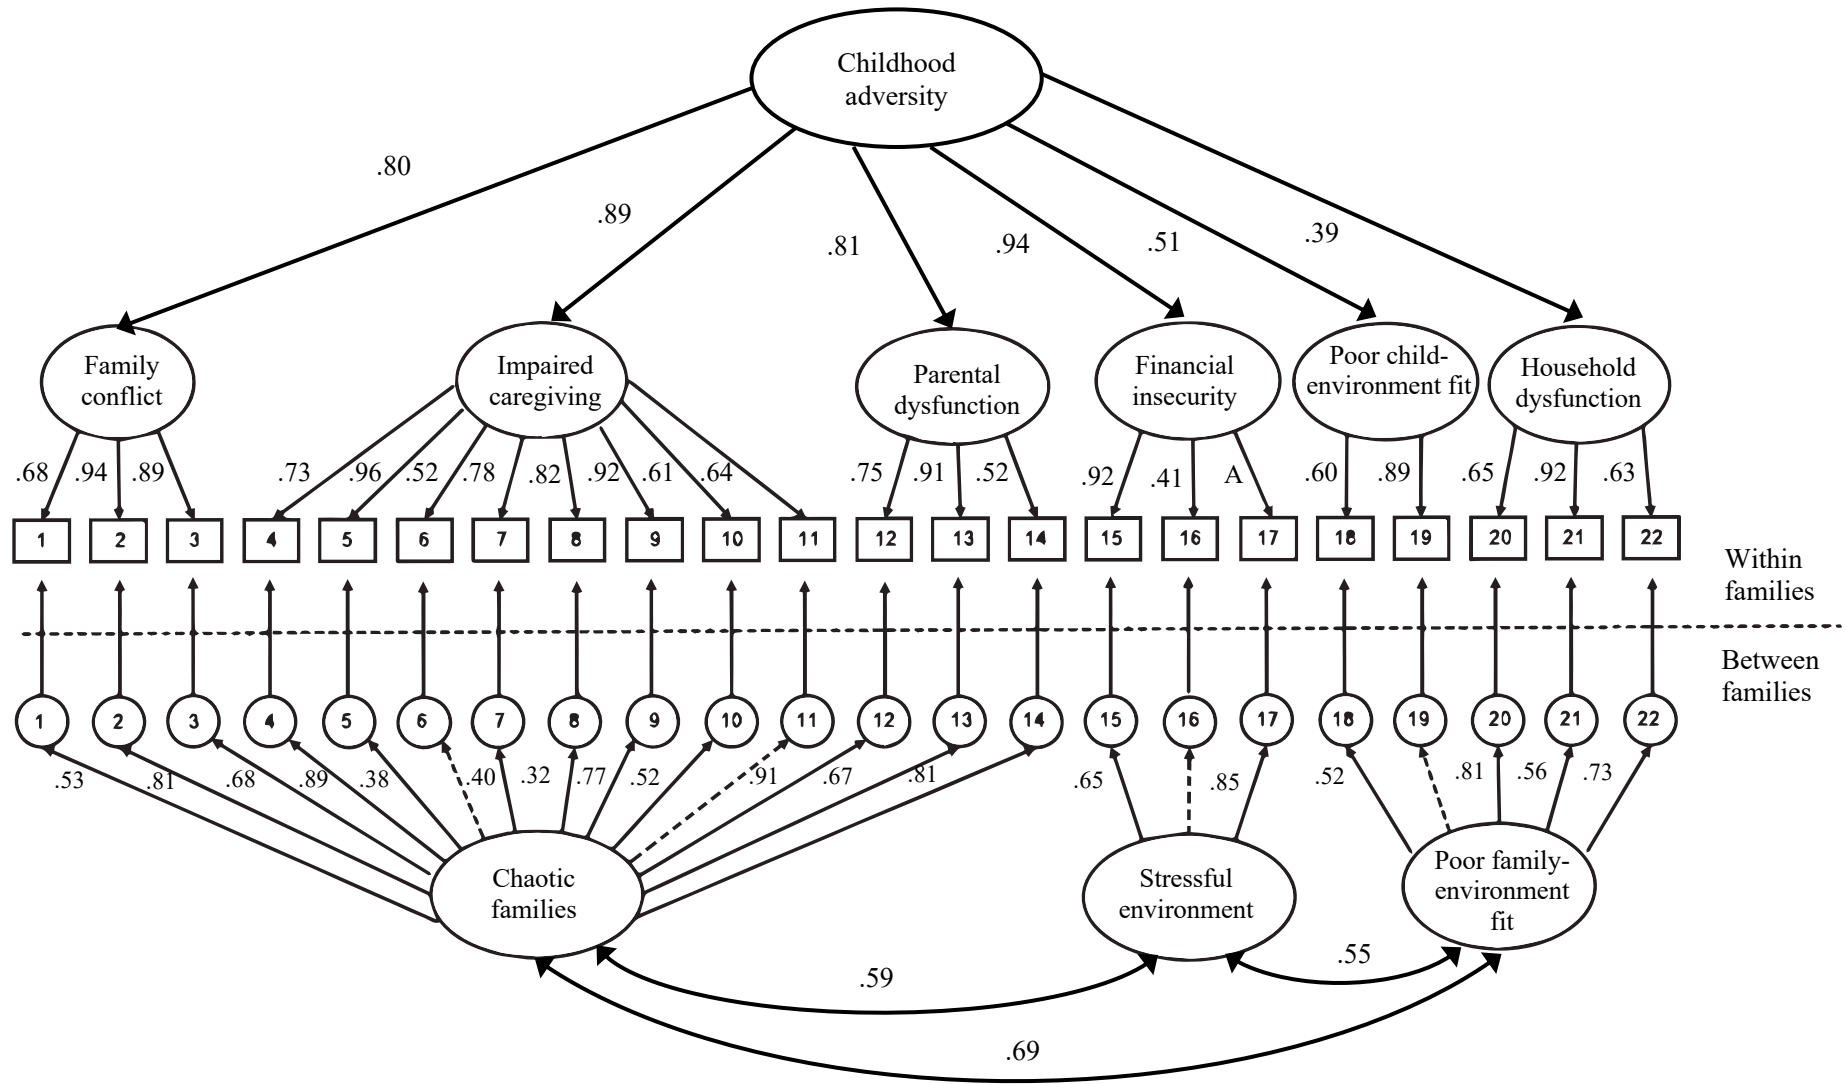 Childhood
adversity
.80
.89
.81
.94
.51
.39
Family
conflict
Impaired
caregiving
Parental
dysfunction
Financial
insecurity
Poor child-
environment fit
Household
dysfunction
.68 .94 .89 .73 .96 .52 .78 .82 .92 .61 .64 .75 .91 .52 .92 .41 A .60 .89 .65 .92 .63
1 2 3 4 5 6 7 8 9 10 11 12 13 14 15 16 17 18 19 20 21 22
Within
families
Between
families
1 2 3 4 5 6 7 8 9 10 11 12 13 14 15 16 17 18 19 20 21 22
.53 .81 .68 .89 .38 .40 .32 .77 .52 .91 .67 .81 .65 .85 .52 .81 .56 .73
Chaotic
families
Stressful
environment
Poor family-
environment
fit
.59
.55
.69